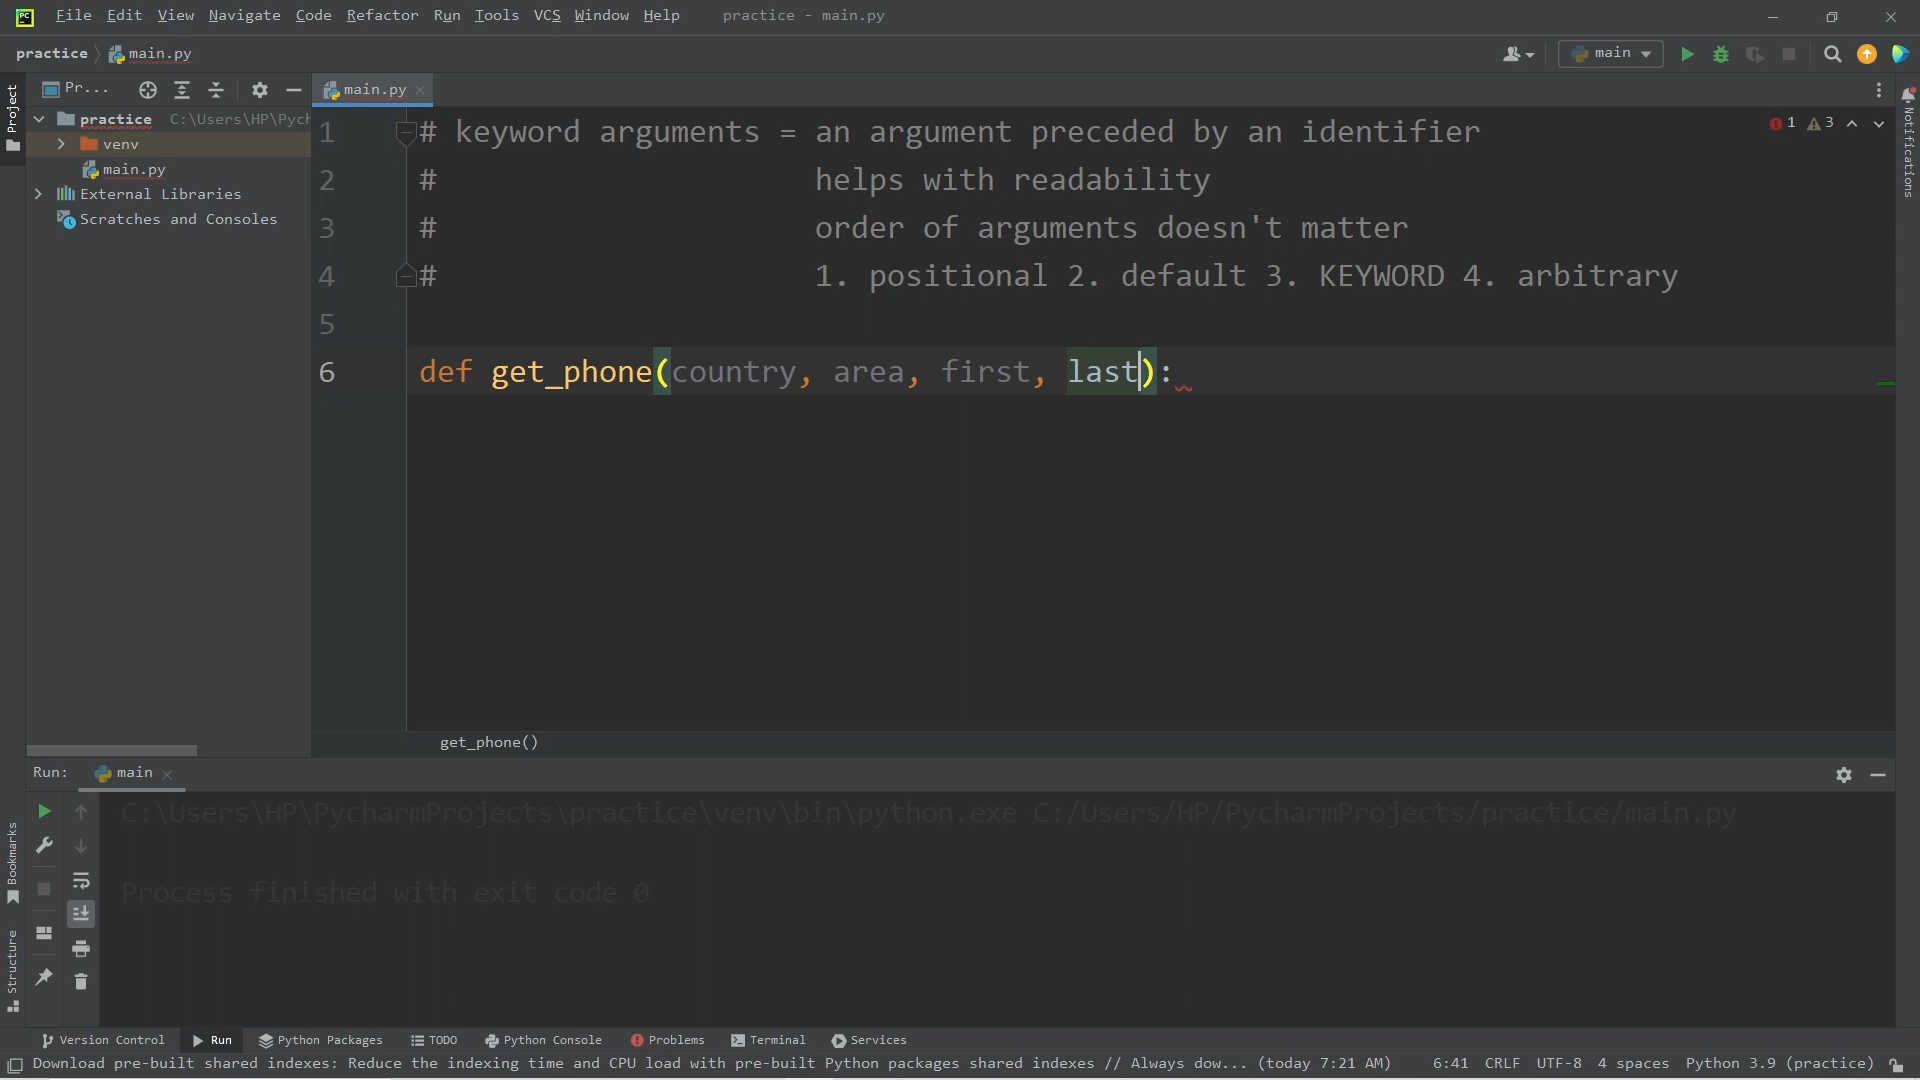 File Edit View Navigate Code Refactor Run Tools VCS Window Help practice - main.py
practice main.py main
Project
Pr...
main.py
practice C:\Users\HP\Pych
venv
main.py
External Libraries
Scratches and Consoles
1 # keyword arguments = an argument preceded by an identifier
2 # helps with readability
3 # order of arguments doesn't matter
4 # 1. positional 2. default 3. KEYWORD 4. arbitrary
5
6 def get_phone(country, area, first, last):
1 3
Notifications
get_phone()
Run: main
C:\Users\HP\PycharmProjects\practice\venv\bin\python.exe C:/Users/HP/PycharmProjects/practice/main.py
Process finished with exit code 0
Bookmarks
Structure
Version Control Run Python Packages TODO Python Console Problems Terminal Services
Download pre-built shared indexes: Reduce the indexing time and CPU load with pre-built Python packages shared indexes // Always dow... (today 7:21 AM) 6:41 CRLF UTF-8 4 spaces Python 3.9 (practice)